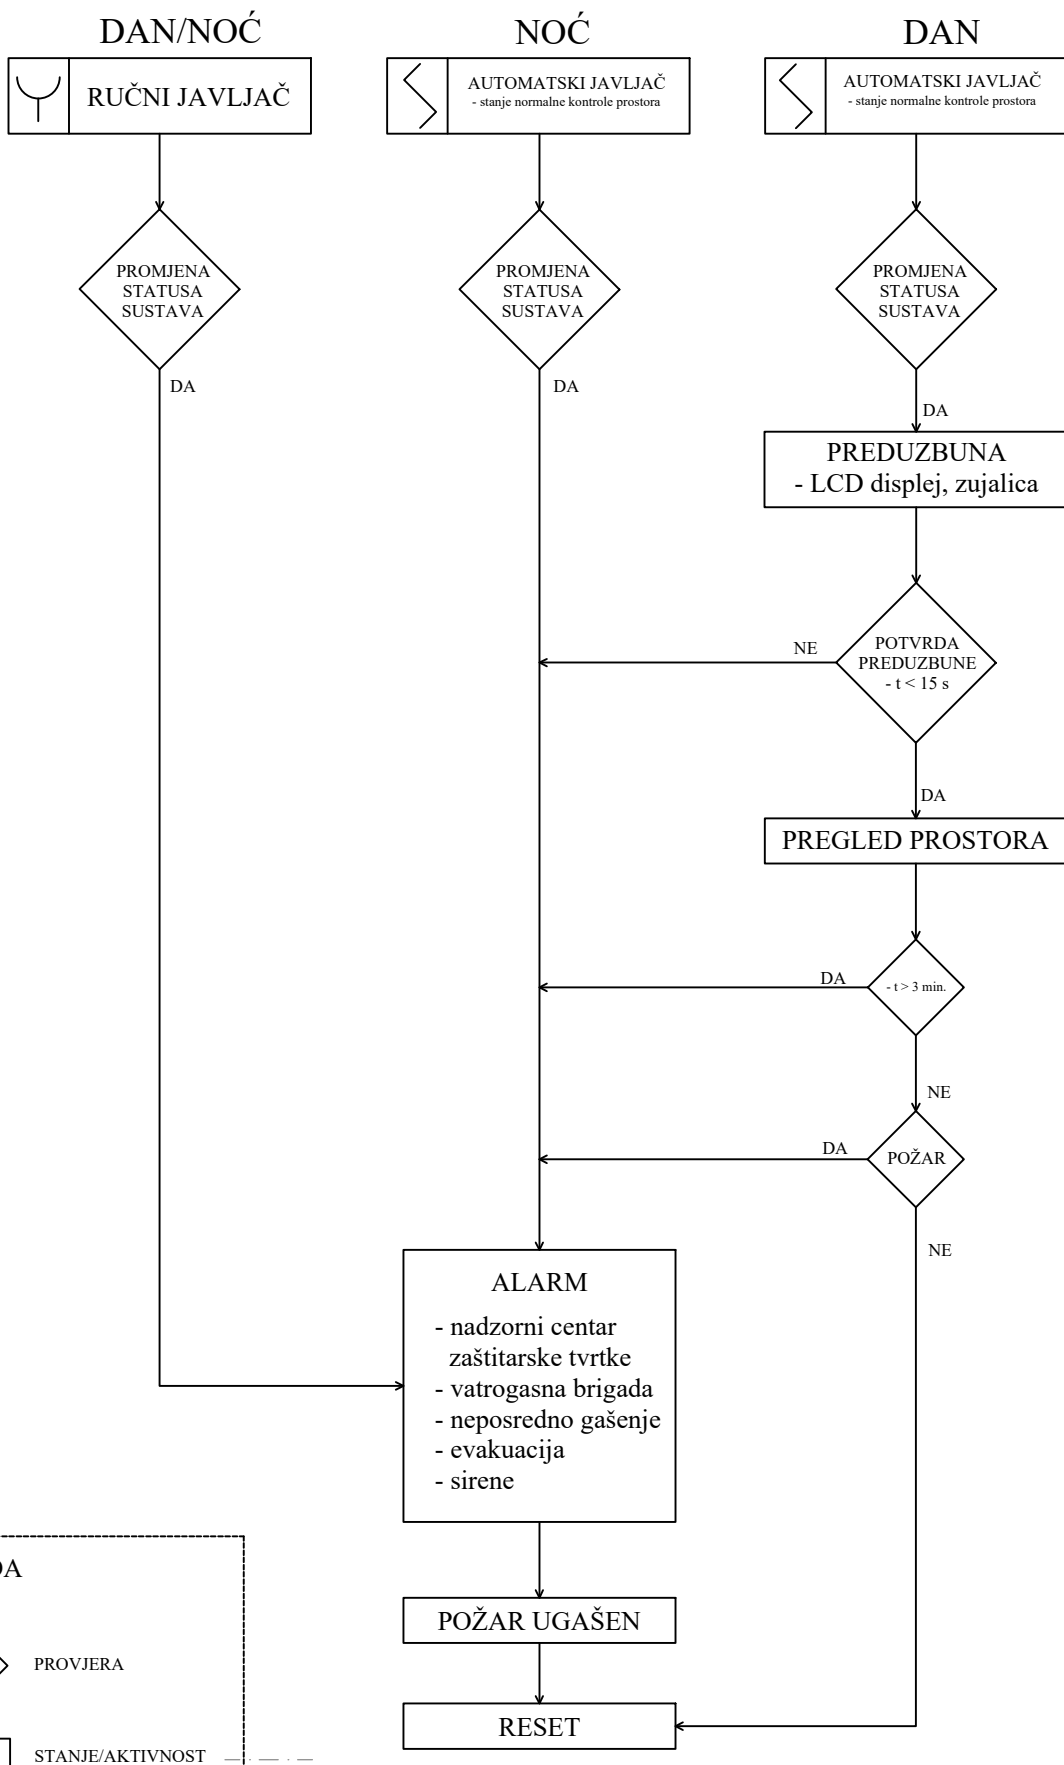 DAN/NOĆ
NOĆ
DAN
RUČNI JAVLJAČ
AUTOMATSKI JAVLJAČ
- stanje normalne kontrole prostora
AUTOMATSKI JAVLJAČ
- stanje normalne kontrole prostora
PROMJENA
STATUSA
SUSTAVA
PROMJENA
STATUSA
SUSTAVA
PROMJENA
STATUSA
SUSTAVA
DA
DA
DA
PREDUZBUNA
- LCD displej, zujalica
NE
POTVRDA
PREDUZBUNE
- t < 15 s
DA
PREGLED PROSTORA
DA
- t > 3 min.
NE
DA
POŽAR
NE
ALARM
- nadzorni centar
zaštitarske tvrtke
- vatrogasna brigada
- neposredno gašenje
- evakuacija
- sirene
POŽAR UGAŠEN
RESET
PROVJERA
STANJE/AKTIVNOST